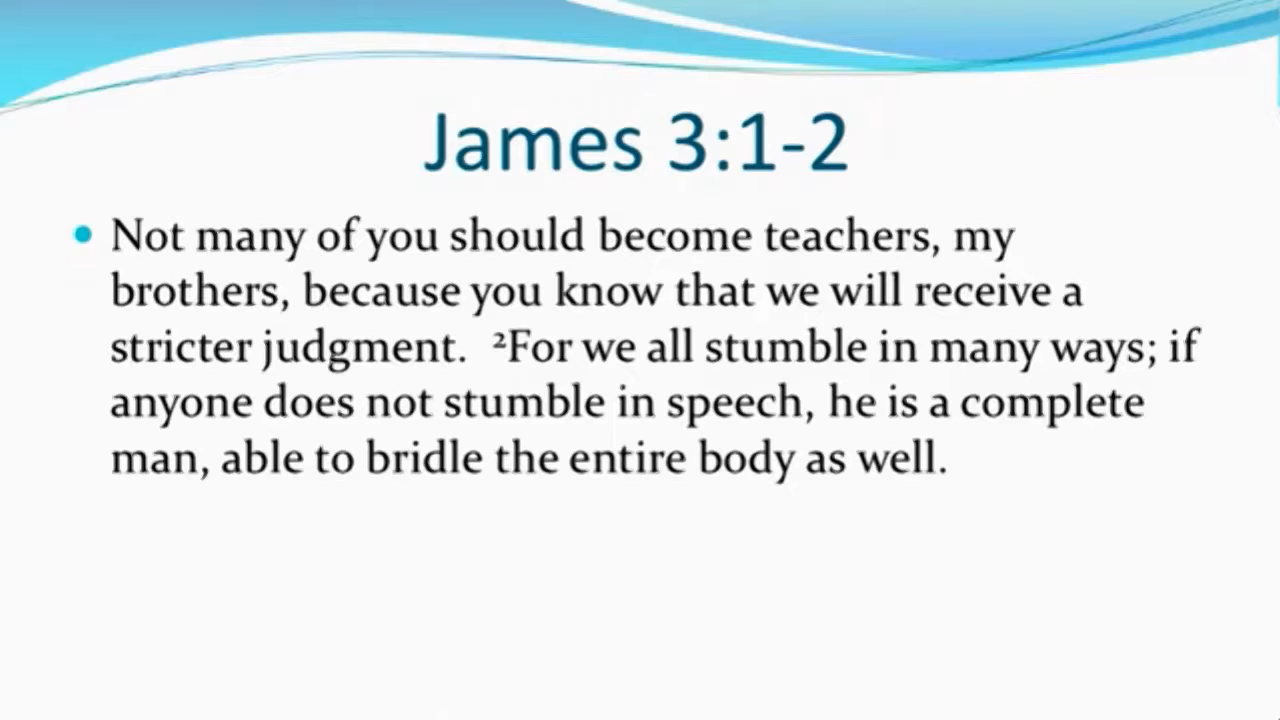 James 3:1-2
• Not many of you should become teachers, my
brothers, because you know that we will receive a
stricter judgment. ²For we all stumble in many ways; if
anyone does not stumble in speech, he is a complete
man, able to bridle the entire body as well.